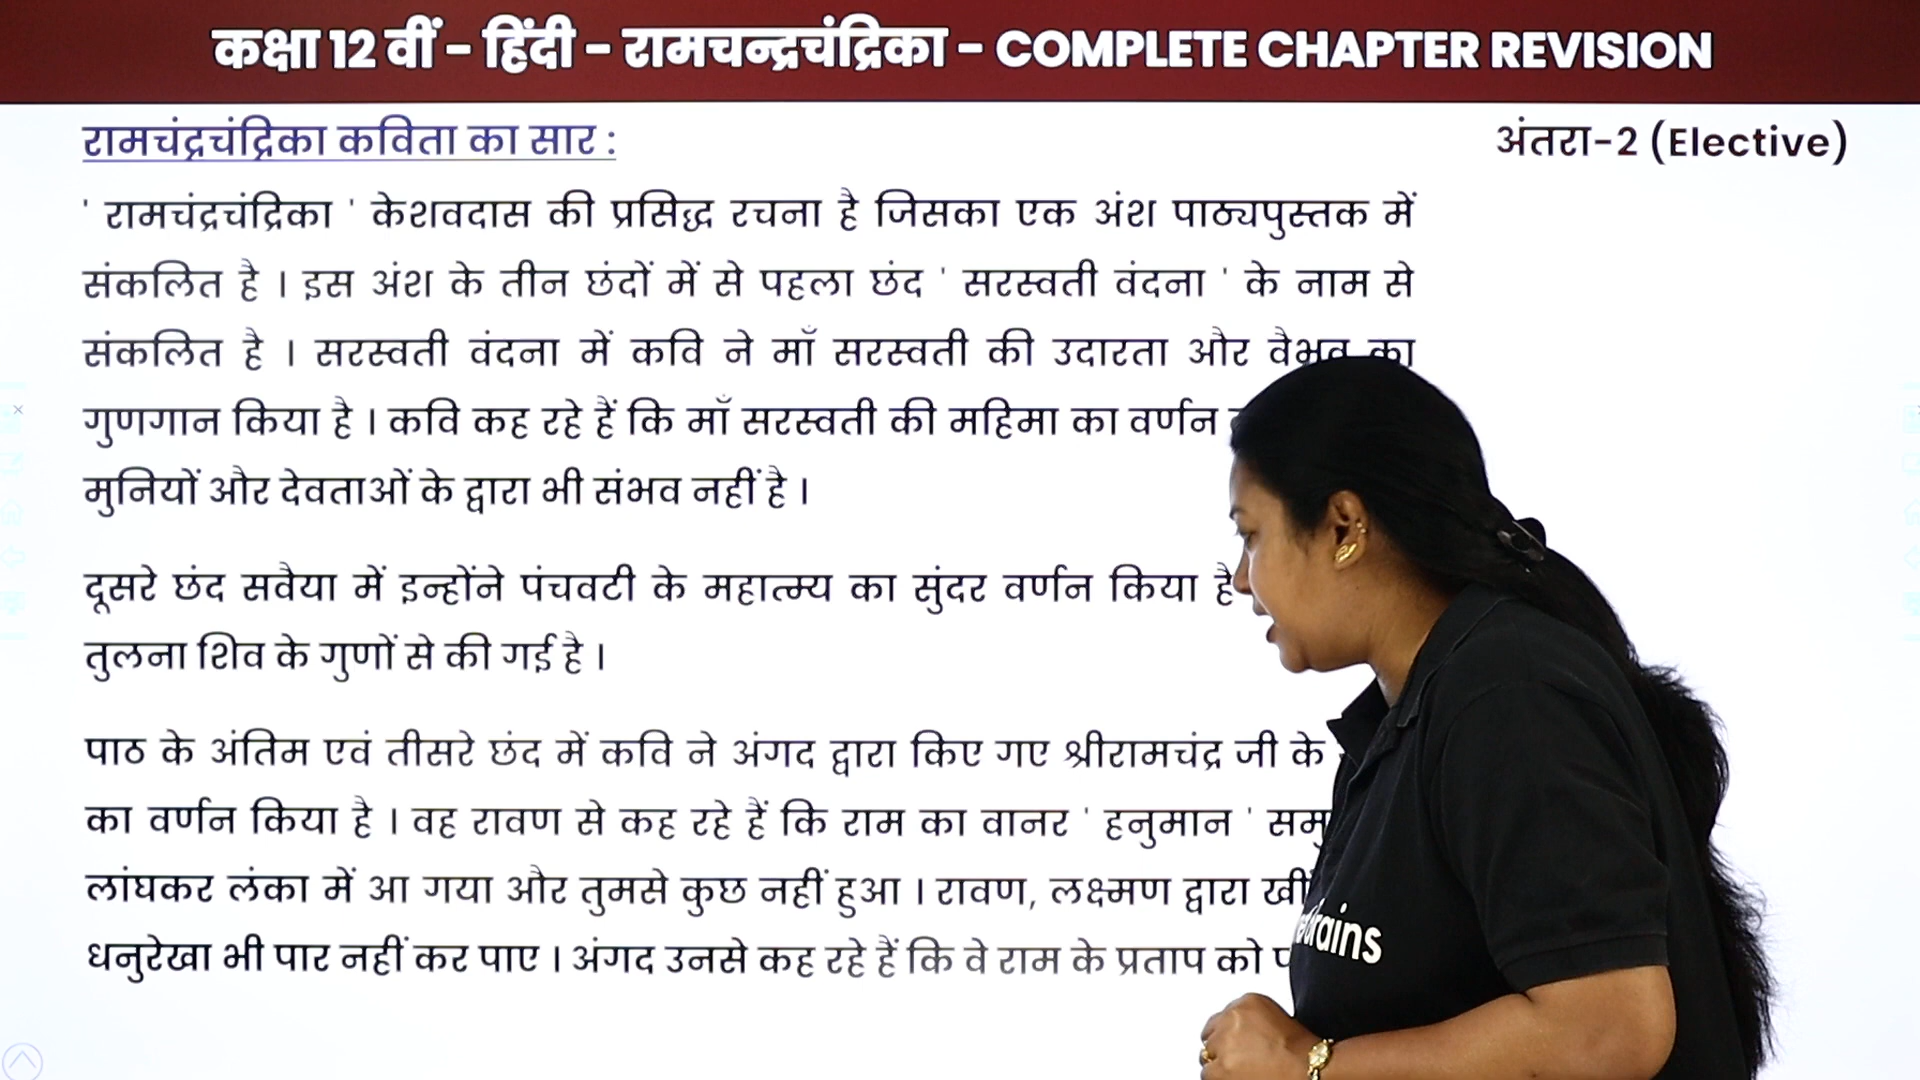 कक्षा 12 वीं - हिंदी - रामचन्द्रचंद्रिका - COMPLETE CHAPTER REVISION
रामचंद्रचंद्रिका कविता का सार :
अंतरा-2 (Elective)
' रामचंद्रचंद्रिका ' केशवदास की प्रसिद्ध रचना है जिसका एक अंश पाठ्यपुस्तक में
संकलित है । इस अंश के तीन छंदों में से पहला छंद ' सरस्वती वंदना ' के नाम से
संकलित है । सरस्वती वंदना में कवि ने माँ सरस्वती की उदारता और वैभव का
गुणगान किया है । कवि कह रहे हैं कि माँ सरस्वती की महिमा का वर्णन
मुनियों और देवताओं के द्वारा भी संभव नहीं है ।
दूसरे छंद सवैया में इन्होंने पंचवटी के महात्म्य का सुंदर वर्णन किया है
तुलना शिव के गुणों से की गई है ।
पाठ के अंतिम एवं तीसरे छंद में कवि ने अंगद द्वारा किए गए श्रीरामचंद्र जी के
का वर्णन किया है । वह रावण से कह रहे हैं कि राम का वानर ' हनुमान '
लांघकर लंका में आ गया और तुमसे कुछ नहीं हुआ । रावण, लक्ष्मण द्वारा
धनुरेखा भी पार नहीं कर पाए । अंगद उनसे कह रहे हैं कि वे राम के प्रताप को